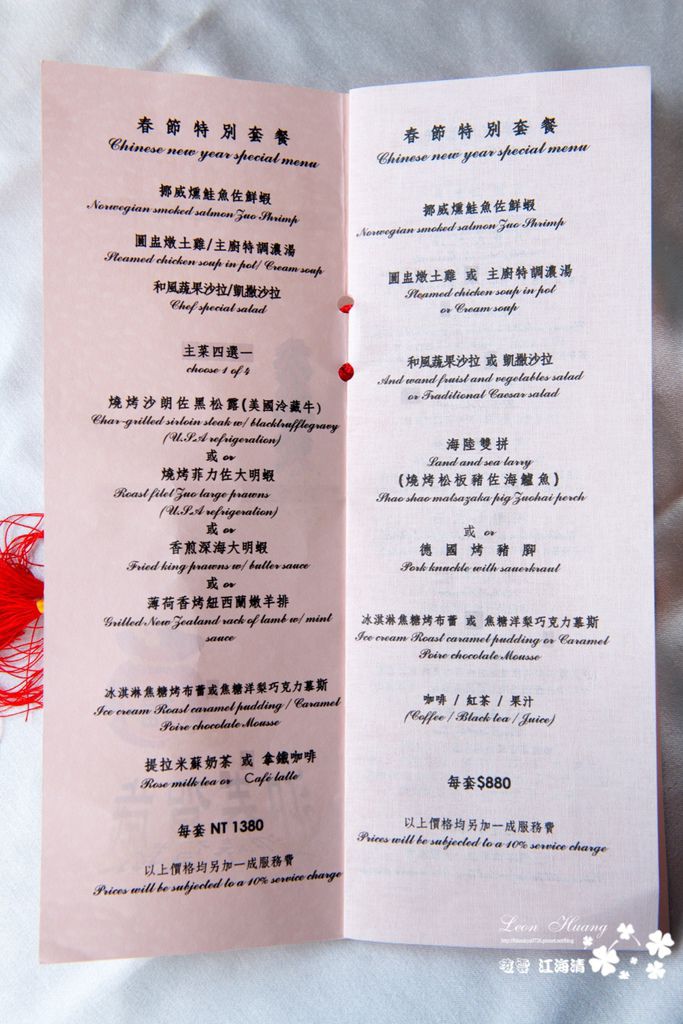 春節特別套餐
Chinese new year special menu
挪威燻鮭魚佐鮮蝦
Norwegian smoked salmon Zuo Shrimp
圓盅燉土雞/主廚特調濃湯
Steamed chicken soup in pot/ Cream soup
和風蔬果沙拉/凱撒沙拉
Chef special salad
主菜四選一
choose 1 of 4
燒烤沙朗佐黑松露(美國冷藏牛)
Char-grilled sirloin steak w/ blacktrufflegravy
(U.S.A refrigeration)
或 or
燒烤菲力佐大明蝦
Roast filet Zuo large prawns
(U.S.A refrigeration)
或 or
香煎深海大明蝦
Fried king prawns w/ butter sauce
或 or
薄荷香烤紐西蘭嫩羊排
Grilled New Zealand rack of lamb w/ mint
sauce
冰淇淋焦糖烤布蕾或焦糖洋梨巧克力慕斯
Ice cream Roast caramel pudding / Caramel
Poire chocolate Mousse
提拉米蘇奶茶 或 拿鐵咖啡
Rose milk tea or Café latte
每套 NT 1380
以上價格均另加一成服務費
Prices will be subjected to a 10% service charge
春節特別套餐
Chinese new year special menu
挪威燻鮭魚佐鮮蝦
Norwegian smoked salmon Zuo Shrimp
圓盅燉土雞 或 主廚特調濃湯
Steamed chicken soup in pot
or Cream soup
和風蔬果沙拉 或 凱撒沙拉
And wand fruist and vegetables salad
or Traditional Caesar salad
海陸雙拼
Land and sea larry
(燒烤松板豬佐海鱸魚)
Shao shao matsuzaka pig Zuohai perch
或 or
德國烤豬腳
Pork knuckle with sauerkraut
冰淇淋焦糖烤布蕾 或 焦糖洋梨巧克力慕斯
Ice cream Roast caramel pudding or Caramel
Poire chocolate Mousse
咖啡 / 紅茶 / 果汁
(Coffee / Black tea / Juice)
每套$880
以上價格均另加一成服務費
Prices will be subjected to a 10% service charge
Leon Huang
江海清